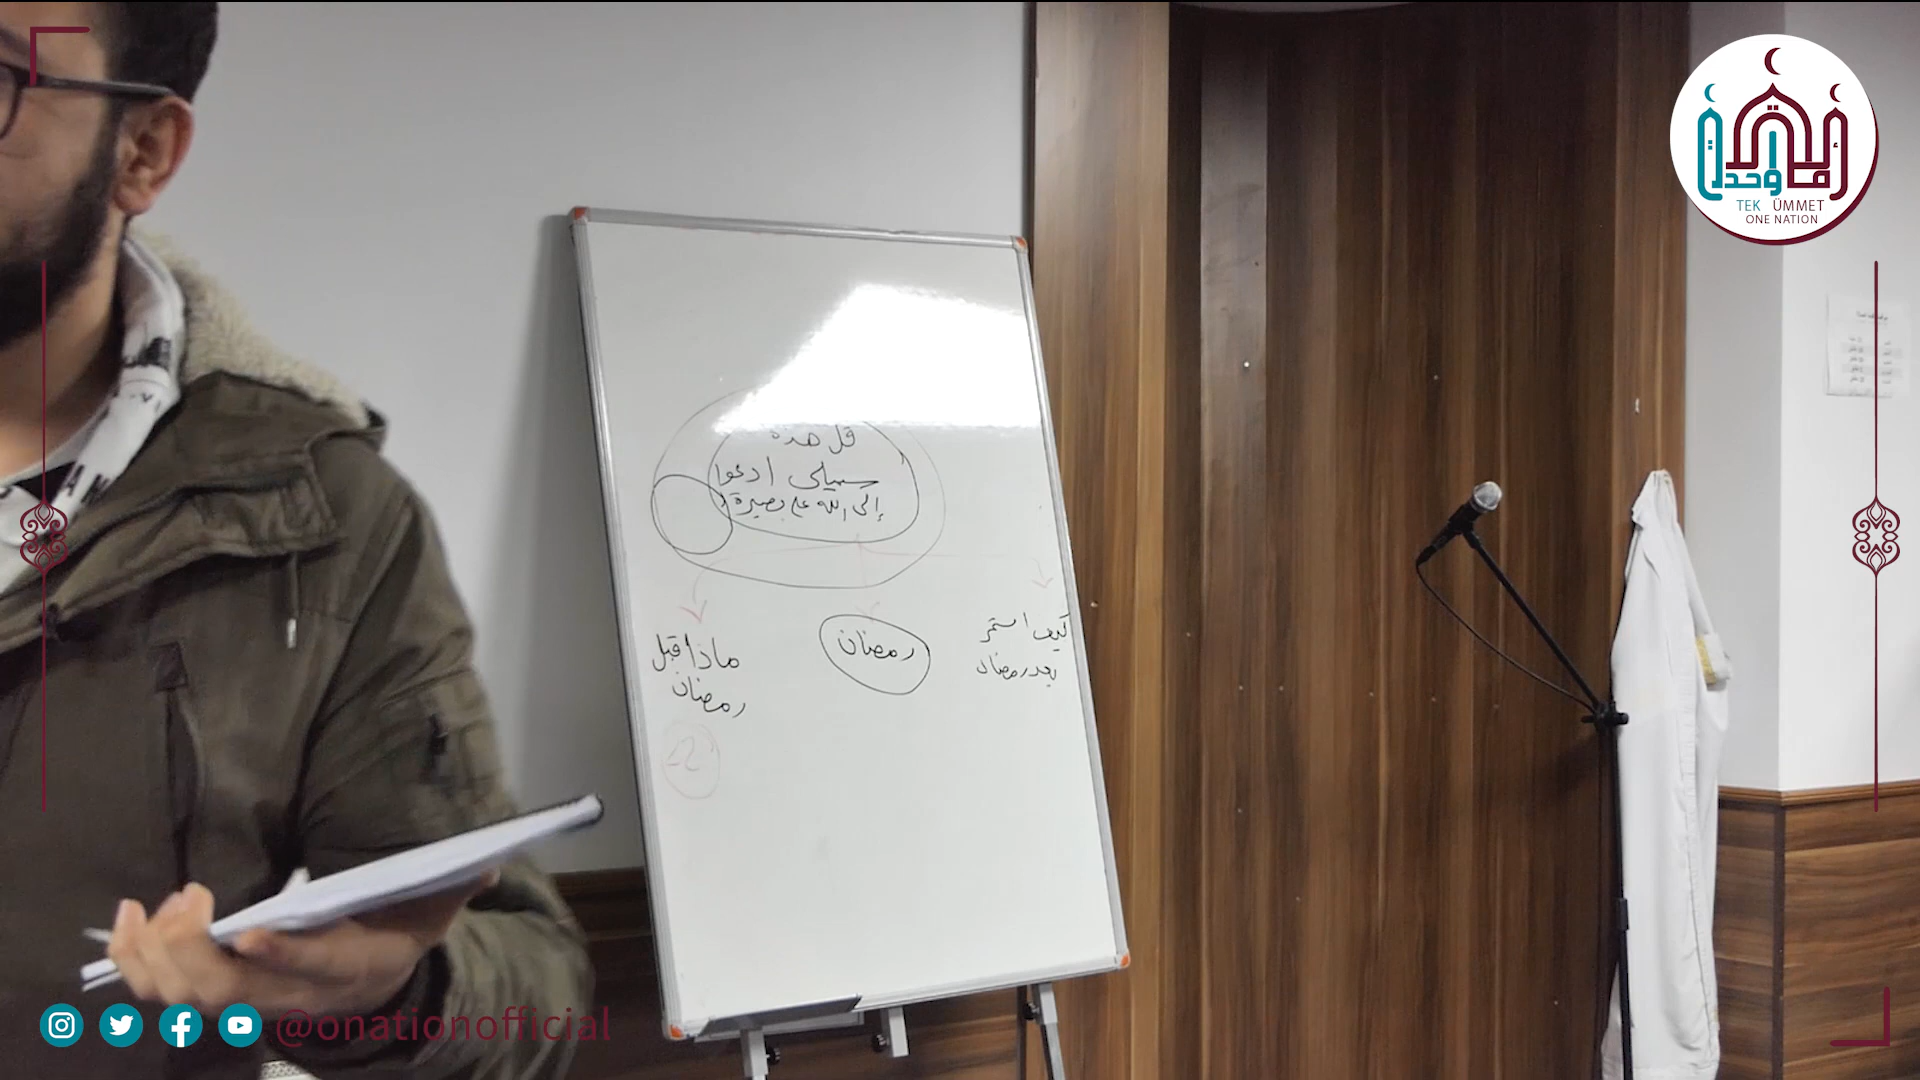 قل هذه
سبيلي ادعوا
إلى الله على بصيرة
كيف استمر
بعد رمضان
رمضان
ماذا قبل
رمضان
أمة واحدة
TEK ÜMMET
ONE NATION
@onationofficial